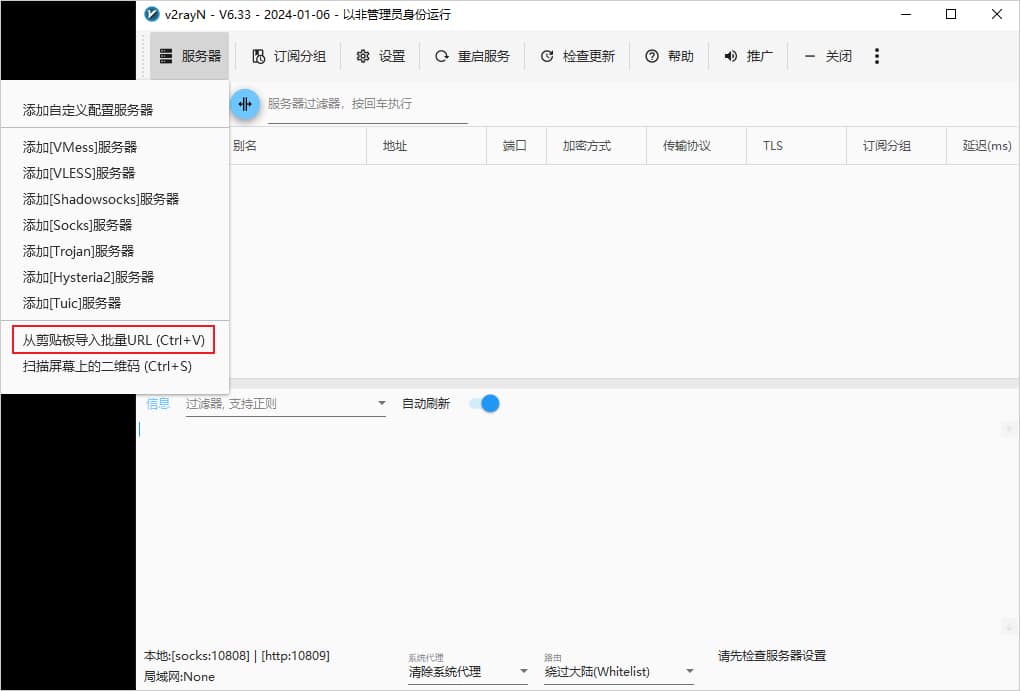 v2rayN - V6.33 - 2024-01-06 - 以非管理员身份运行
服务器 订阅分组 设置 重启服务 检查更新 帮助 推广 关闭
服务器过滤器，按回车执行
别名 地址 端口 加密方式 传输协议 TLS 订阅分组 延迟(ms)
添加自定义配置服务器
添加[VMess]服务器
添加[VLESS]服务器
添加[Shadowsocks]服务器
添加[Socks]服务器
添加[Trojan]服务器
添加[Hysteria2]服务器
添加[Tuic]服务器
从剪贴板导入批量URL (Ctrl+V)
扫描屏幕上的二维码 (Ctrl+S)
信息 过滤器, 支持正则 自动刷新
本地:[socks:10808] | [http:10809]
局域网:None
系统代理
清除系统代理
路由
绕过大陆(Whitelist)
请先检查服务器设置